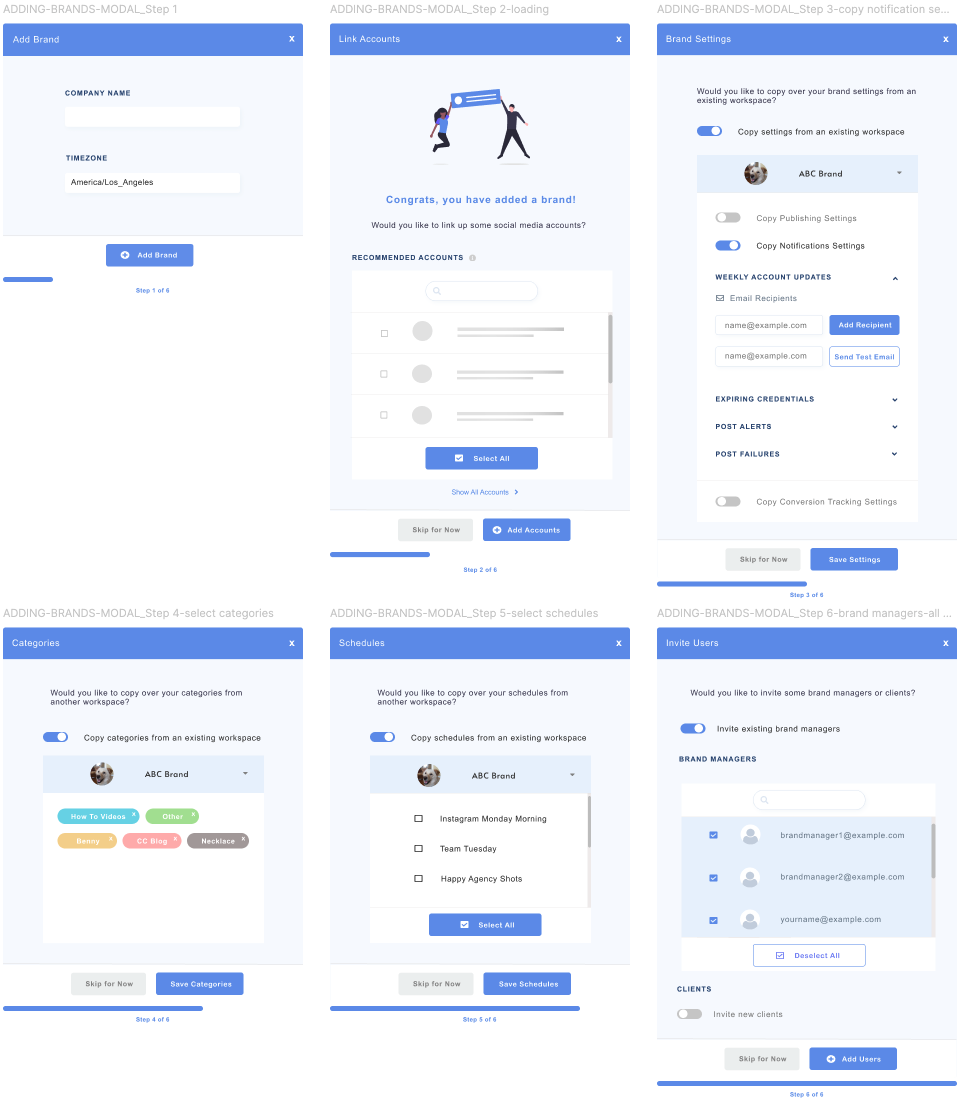 ADDING-BRANDS-MODAL_Step 1
Add Brand
x
COMPANY NAME
TIMEZONE
America/Los_Angeles
Add Brand
Step 1 of 6
ADDING-BRANDS-MODAL_Step 2-loading
Link Accounts
x
Congrats, you have added a brand!
Would you like to link up some social media accounts?
RECOMMENDED ACCOUNTS
Select All
Show All Accounts
Skip for Now
Add Accounts
Step 2 of 6
ADDING-BRANDS-MODAL_Step 3-copy notification se...
Brand Settings
x
Would you like to copy over your brand settings from an
existing workspace?
Copy settings from an existing workspace
ABC Brand
Copy Publishing Settings
Copy Notifications Settings
WEEKLY ACCOUNT UPDATES
Email Recipients
name@example.com
Add Recipient
name@example.com
Send Test Email
EXPIRING CREDENTIALS
POST ALERTS
POST FAILURES
Copy Conversion Tracking Settings
Skip for Now
Save Settings
Step 3 of 6
ADDING-BRANDS-MODAL_Step 4-select categories
Categories
x
Would you like to copy over your categories from
another workspace?
Copy categories from an existing workspace
ABC Brand
How To Videos x
Other x
Benny x
CC Blog x
Necklace x
Skip for Now
Save Categories
Step 4 of 6
ADDING-BRANDS-MODAL_Step 5-select schedules
Schedules
x
Would you like to copy over your schedules from
another workspace?
Copy schedules from an existing workspace
ABC Brand
Instagram Monday Morning
Team Tuesday
Happy Agency Shots
Select All
Skip for Now
Save Schedules
Step 5 of 6
ADDING-BRANDS-MODAL_Step 6-brand managers-all ...
Invite Users
x
Would you like to invite some brand managers or clients?
Invite existing brand managers
BRAND MANAGERS
brandmanager1@example.com
brandmanager2@example.com
yourname@example.com
Deselect All
CLIENTS
Invite new clients
Skip for Now
Add Users
Step 6 of 6